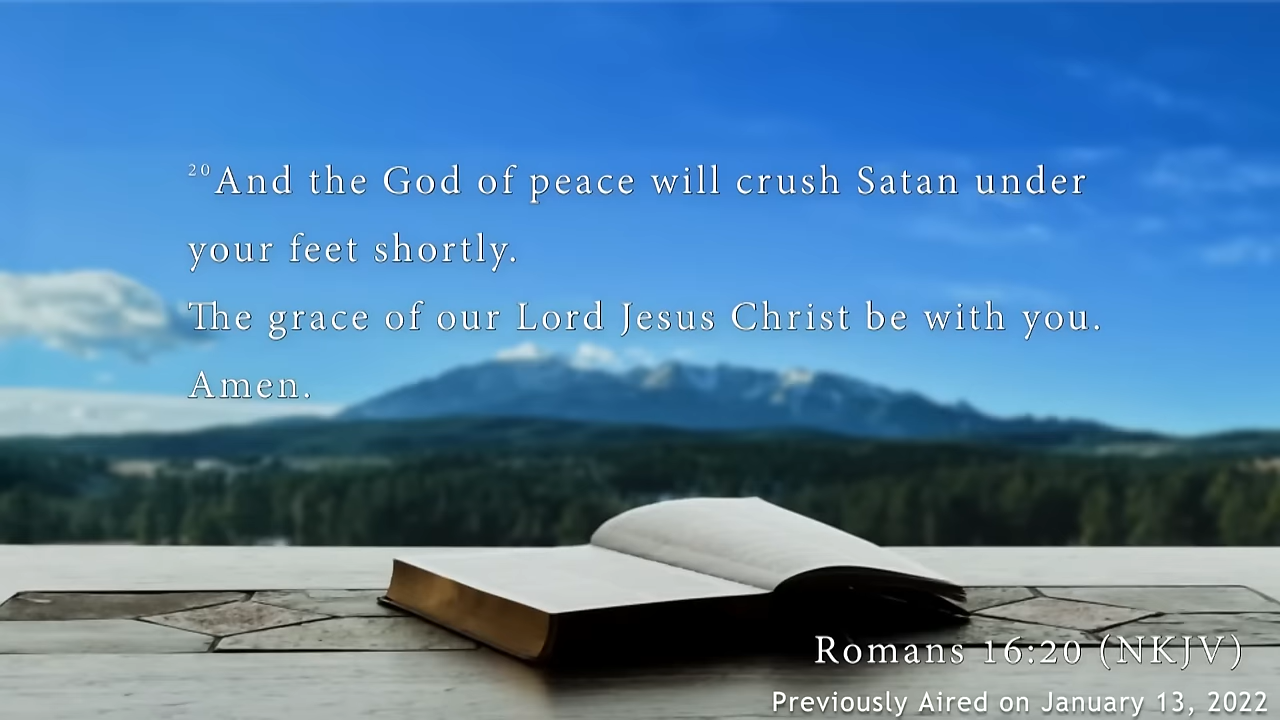 20And the God of peace will crush Satan under
your feet shortly.
The grace of our Lord Jesus Christ be with you.
Amen.
Romans 16:20 (NKJV)
Previously Aired on January 13, 2022